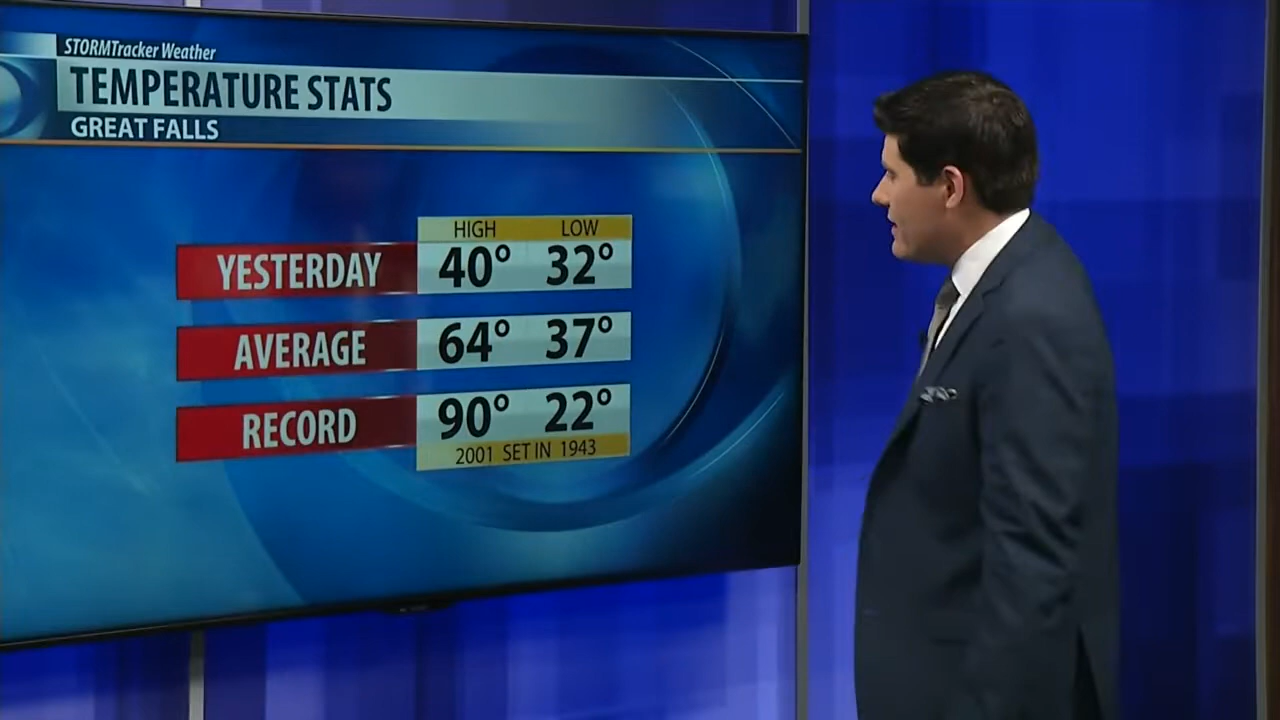 STORMTracker Weather
TEMPERATURE STATS
GREAT FALLS
HIGH LOW
YESTERDAY 40° 32°
AVERAGE 64° 37°
RECORD 90° 22°
2001 SET IN 1943